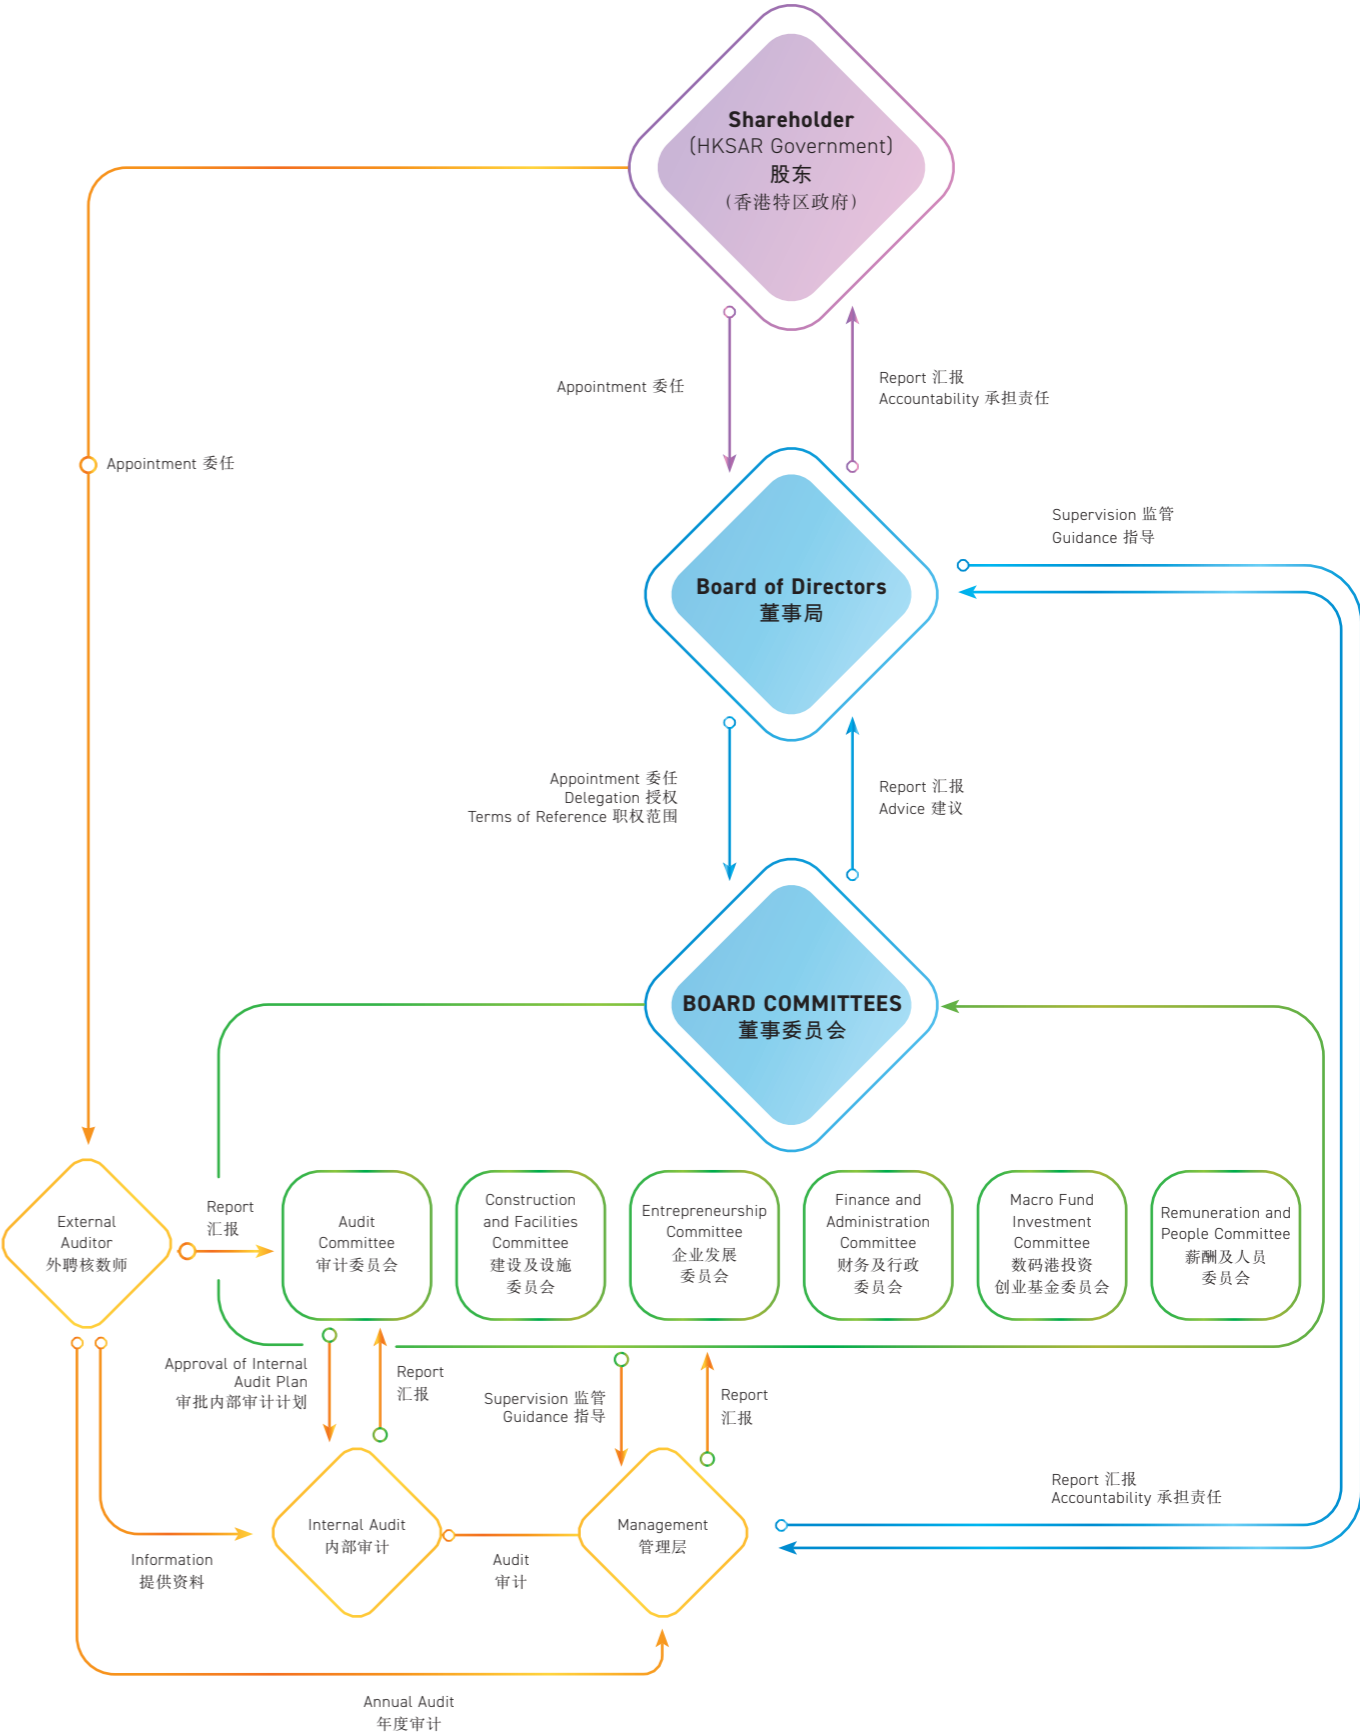 Shareholder
(HKSAR Government)
股东
（香港特区政府）
Appointment 委任
Report 汇报
Accountability 承担责任
Appointment 委任
Supervision 监管
Guidance 指导
Board of Directors
董事局
Appointment 委任
Delegation 授权
Terms of Reference 职权范围
Report 汇报
Advice 建议
BOARD COMMITTEES
董事委员会
External
Auditor
外聘核数师
Report
汇报
Audit
Committee
审计委员会
Construction
and Facilities
Committee
建设及设施
委员会
Entrepreneurship
Committee
企业发展
委员会
Finance and
Administration
Committee
财务及行政
委员会
Macro Fund
Investment
Committee
数码港投资
创业基金委员会
Remuneration and
People Committee
薪酬及人员
委员会
Approval of Internal
Audit Plan
审批内部审计计划
Report
汇报
Supervision 监管
Guidance 指导
Report
汇报
Report 汇报
Accountability 承担责任
Internal Audit
内部审计
Management
管理层
Information
提供资料
Audit
审计
Annual Audit
年度审计